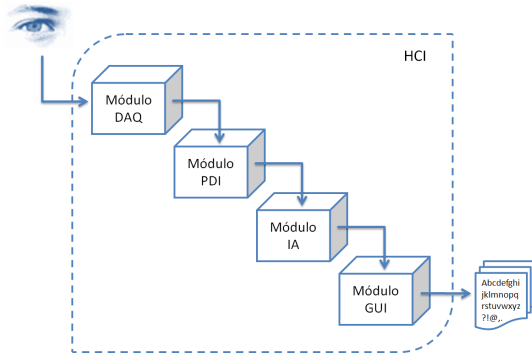 HCI
Módulo
DAQ
Módulo
PDI
Módulo
IA
Módulo
GUI
Abcdefghi
jklmnopq
rstuvwxyz
?!@,.